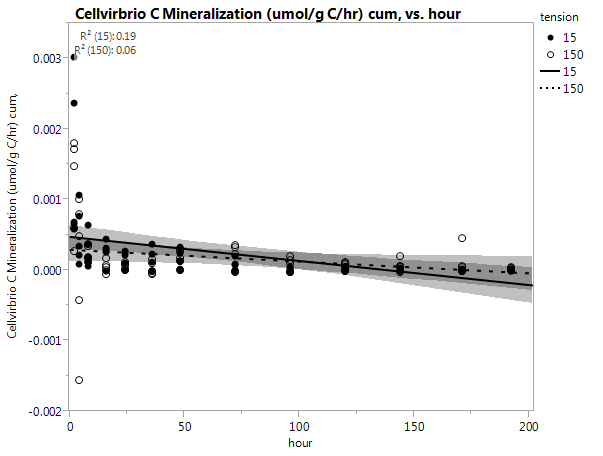 Cellvirbrio C Mineralization (umol/g C/hr) cum, vs. hour
tension
15
150
15
150
R² (15): 0.19
R² (150): 0.06
0.003
0.002
0.001
0.000
-0.001
-0.002
Cellvirbrio C Mineralization (umol/g C/hr) cum,
0 50 100 150 200
hour